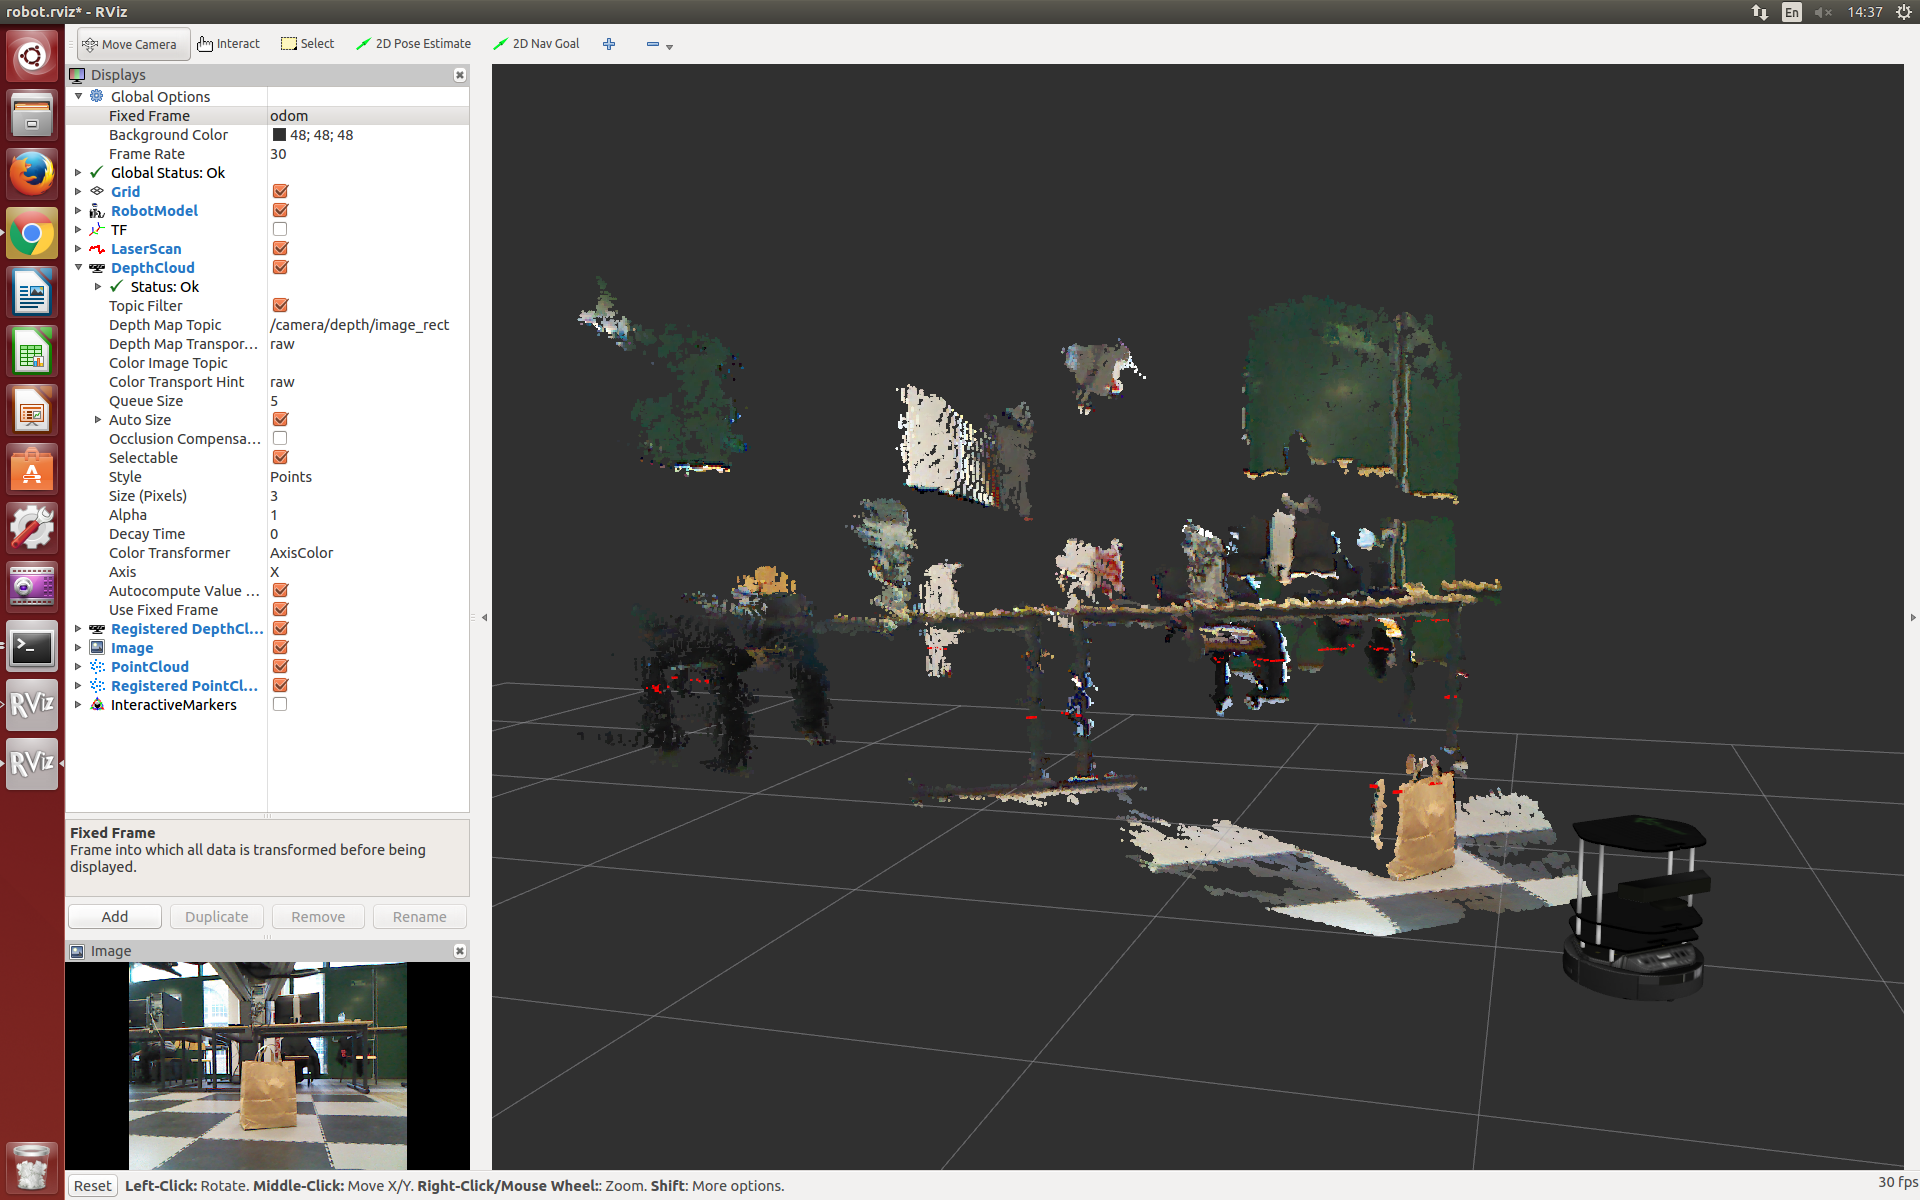 robot.rviz* - RViz
En
14:37
Move Camera
Interact
Select
2D Pose Estimate
2D Nav Goal
Displays
Global Options
Fixed Frame odom
Background Color 48; 48; 48
Frame Rate 30
Global Status: Ok
Grid
RobotModel
TF
LaserScan
DepthCloud
Status: Ok
Topic Filter
Depth Map Topic /camera/depth/image_rect
Depth Map Transpor... raw
Color Image Topic
Color Transport Hint raw
Queue Size 5
Auto Size
Occlusion Compensa...
Selectable
Style Points
Size (Pixels) 3
Alpha 1
Decay Time 0
Color Transformer AxisColor
Axis X
Autocompute Value ...
Use Fixed Frame
Registered DepthCl...
Image
PointCloud
Registered PointCl...
InteractiveMarkers
RViz
RViz
Fixed Frame
Frame into which all data is transformed before being
displayed.
Add Duplicate Remove Rename
Image
Reset Left-Click: Rotate. Middle-Click: Move X/Y. Right-Click/Mouse Wheel:: Zoom. Shift: More options.
30 fps